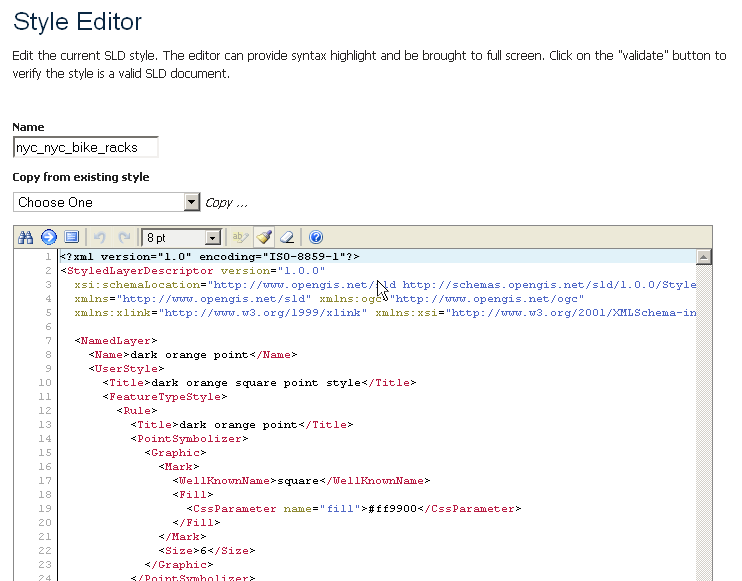 Style Editor
Edit the current SLD style. The editor can provide syntax highlight and be brought to full screen. Click on the "validate" button to
verify the style is a valid SLD document.
Name
nyc_nyc_bike_racks
Copy from existing style
Choose One Copy ...
8 pt
1 <?xml version="1.0" encoding="ISO-8859-1"?>
2 <StyledLayerDescriptor version="1.0.0"
3 xsi:schemaLocation="http://www.opengis.net/sld http://schemas.opengis.net/sld/1.0.0/Style
4 xmlns="http://www.opengis.net/sld" xmlns:ogc="http://www.opengis.net/ogc"
5 xmlns:xlink="http://www.w3.org/1999/xlink" xmlns:xsi="http://www.w3.org/2001/XMLSchema-in
6
7 <NamedLayer>
8 <Name>dark orange point</Name>
9 <UserStyle>
10 <Title>dark orange square point style</Title>
11 <FeatureTypeStyle>
12 <Rule>
13 <Title>dark orange point</Title>
14 <PointSymbolizer>
15 <Graphic>
16 <Mark>
17 <WellKnownName>square</WellKnownName>
18 <Fill>
19 <CssParameter name="fill">#ff9900</CssParameter>
20 </Fill>
21 </Mark>
22 <Size>6</Size>
23 </Graphic>
24 </PointSymbolizer>